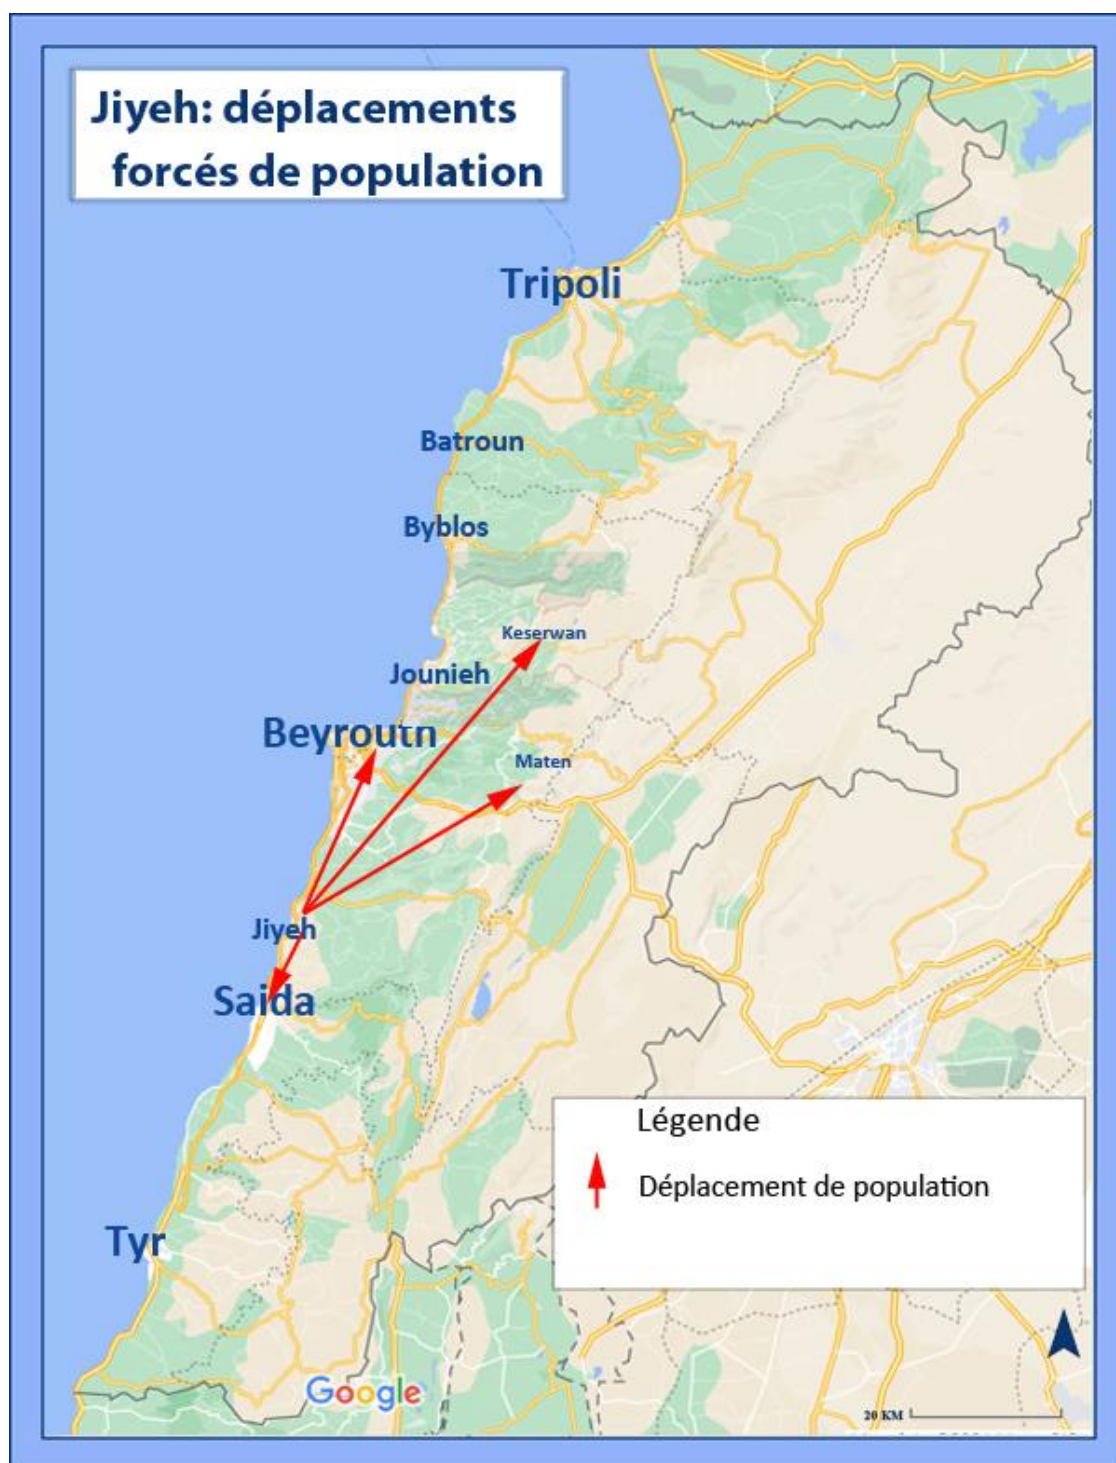 Jiyeh: déplacements
forcés de population
Tripoli
Batroun
Byblos
Keserwan
Jounieh
Beyrouth
Maten
Jiyeh
Saida
Légende
Déplacement de population
Tyr
Google
20 KM